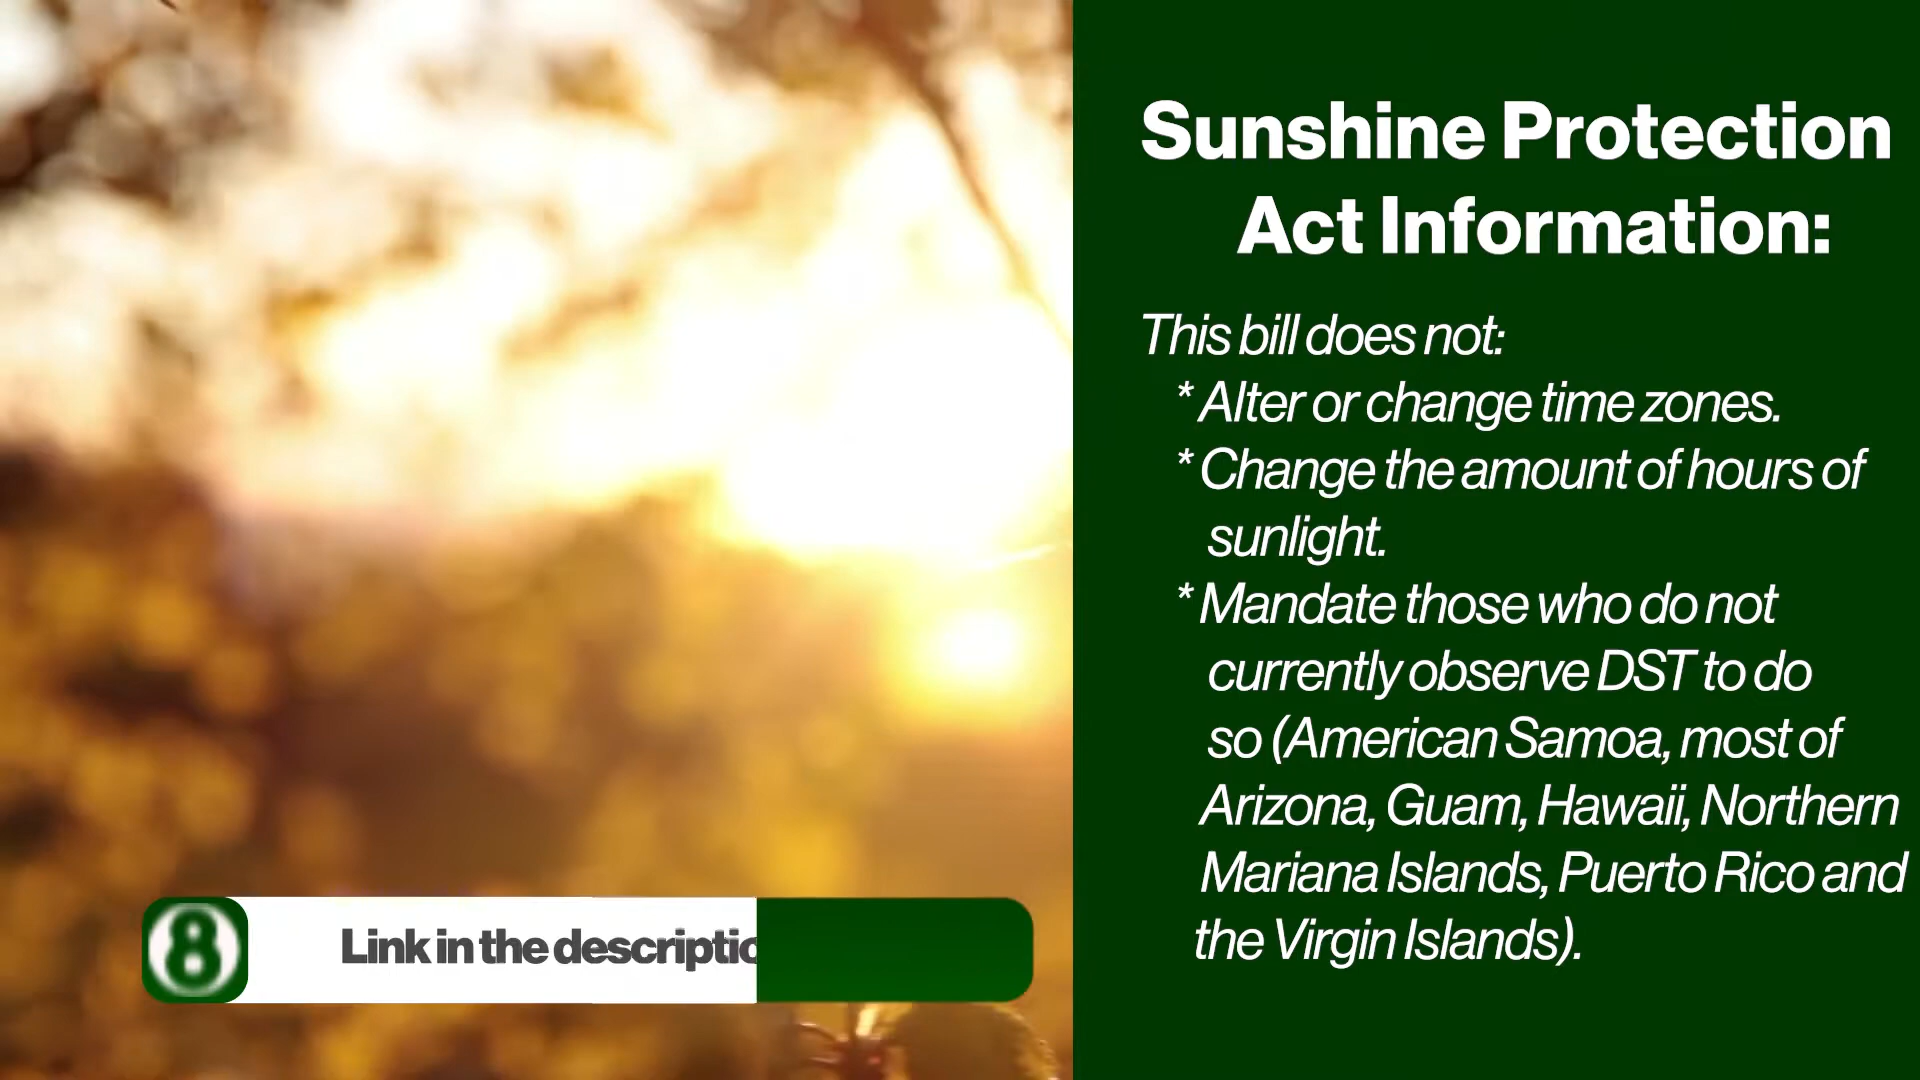 Sunshine Protection
Act Information:
This bill does not:
* Alter or change time zones.
* Change the amount of hours of
sunlight.
* Mandate those who do not
currently observe DST to do
so (American Samoa, most of
Arizona, Guam, Hawaii, Northern
Mariana Islands, Puerto Rico and
the Virgin Islands).
8
Link in the descriptio